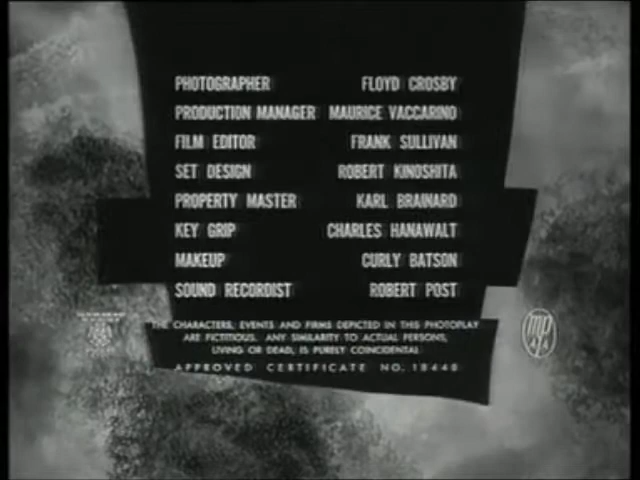 PHOTOGRAPHER FLOYD CROSBY
PRODUCTION MANAGER MAURICE VACCARINO
FILM EDITOR FRANK SULLIVAN
SET DESIGN ROBERT KINOSHITA
PROPERTY MASTER KARL BRAINARD
KEY GRIP CHARLES HANAWALT
MAKEUP CURLY BATSON
SOUND RECORDIST ROBERT POST
THE CHARACTERS, EVENTS AND FIRMS DEPICTED IN THIS PHOTOPLAY
ARE FICTITIOUS. ANY SIMILARITY TO ACTUAL PERSONS,
LIVING OR DEAD, IS PURELY COINCIDENTAL
APPROVED CERTIFICATE NO. 18448